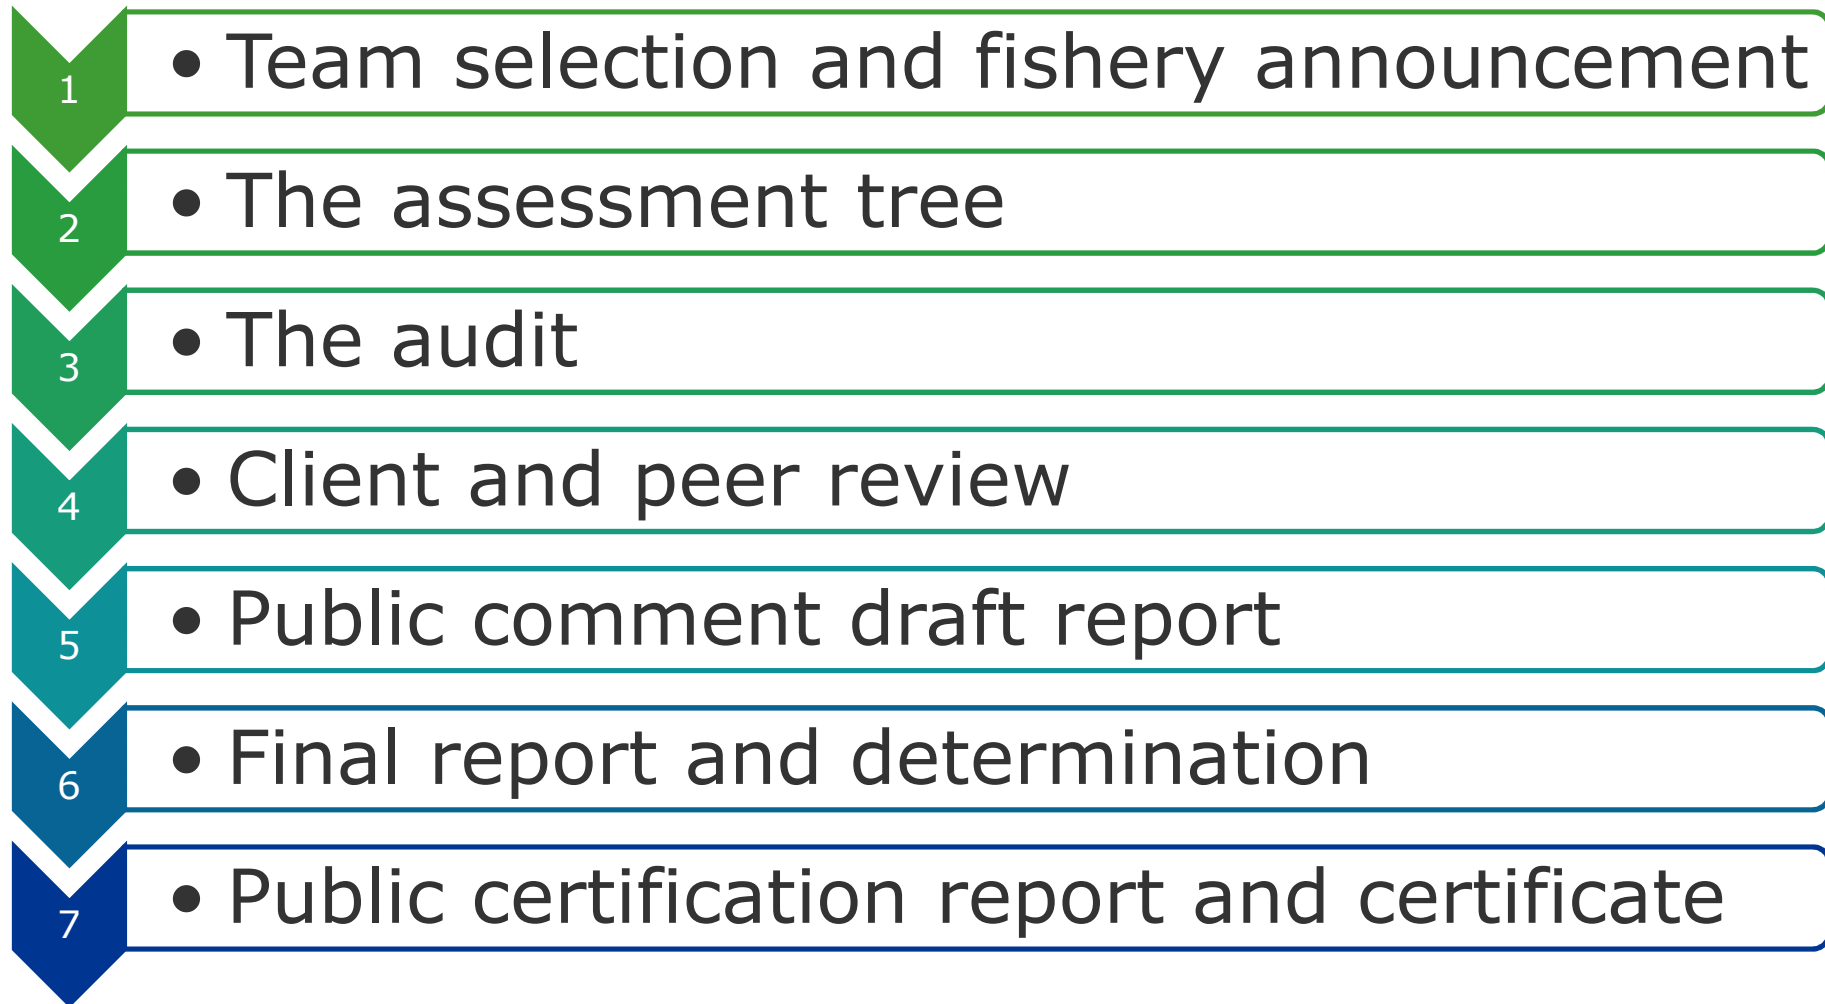 1 • Team selection and fishery announcement
2 • The assessment tree
3 • The audit
4 • Client and peer review
5 • Public comment draft report
6 • Final report and determination
7 • Public certification report and certificate